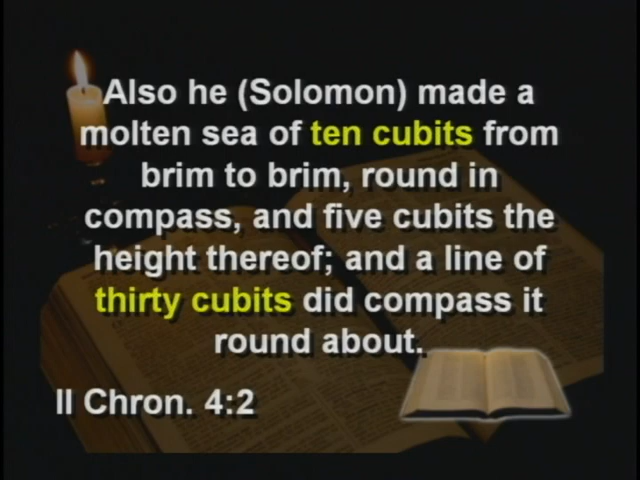 Also he (Solomon) made a
molten sea of ten cubits from
brim to brim, round in
compass, and five cubits the
height thereof; and a line of
thirty cubits did compass it
round about.
II Chron. 4:2